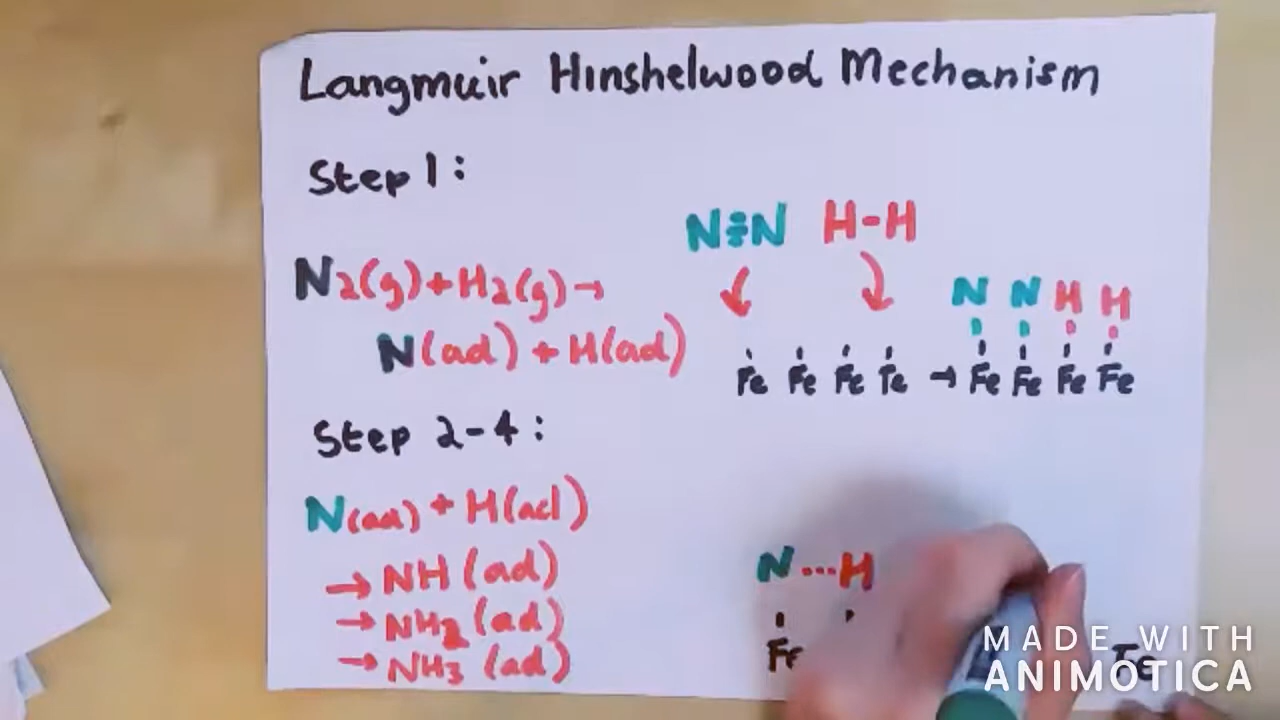 Langmuir Hinshelwood Mechanism
Step 1:
N≡N H-H
N2(g)+H2(g)→
N N H H
N(ad) + H(ad)
Fe Fe Fe Fe → Fe Fe Fe Fe
Step 2-4:
N(ad) + H(ad)
→ NH (ad)
N...H
→ NH2 (ad)
→ NH3 (ad)
Fe Fe
MADE WITH
ANIMOTICA